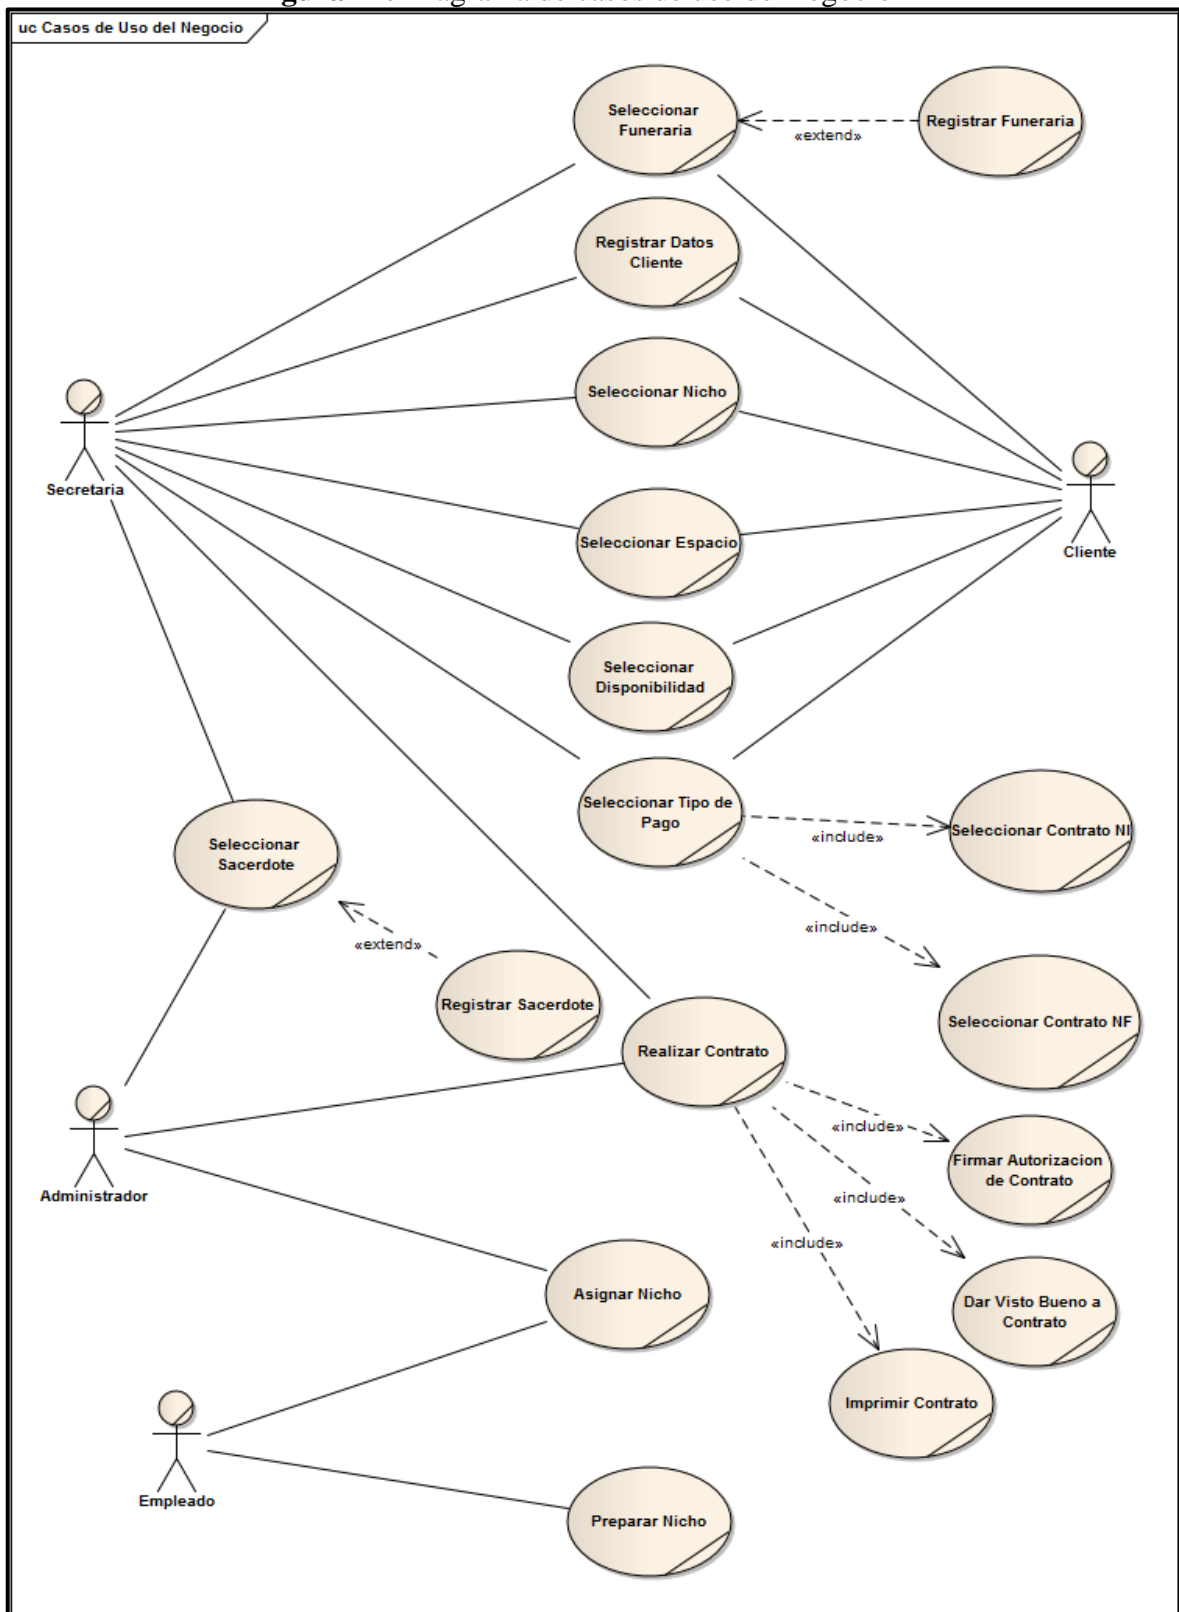 uc Casos de Uso del Negocio
Seleccionar
Funeraria
«extend»
Registrar Funeraria
Registrar Datos
Cliente
Seleccionar Nicho
Secretaria
Seleccionar Espacio
Cliente
Seleccionar
Disponibilidad
Seleccionar Tipo de
Pago
«include»
Seleccionar Contrato NI
Seleccionar
Sacerdote
«include»
«extend»
Registrar Sacerdote
Seleccionar Contrato NF
Realizar Contrato
«include»
Firmar Autorizacion
de Contrato
Administrador
«include»
«include»
Asignar Nicho
Dar Visto Bueno a
Contrato
Imprimir Contrato
Empleado
Preparar Nicho